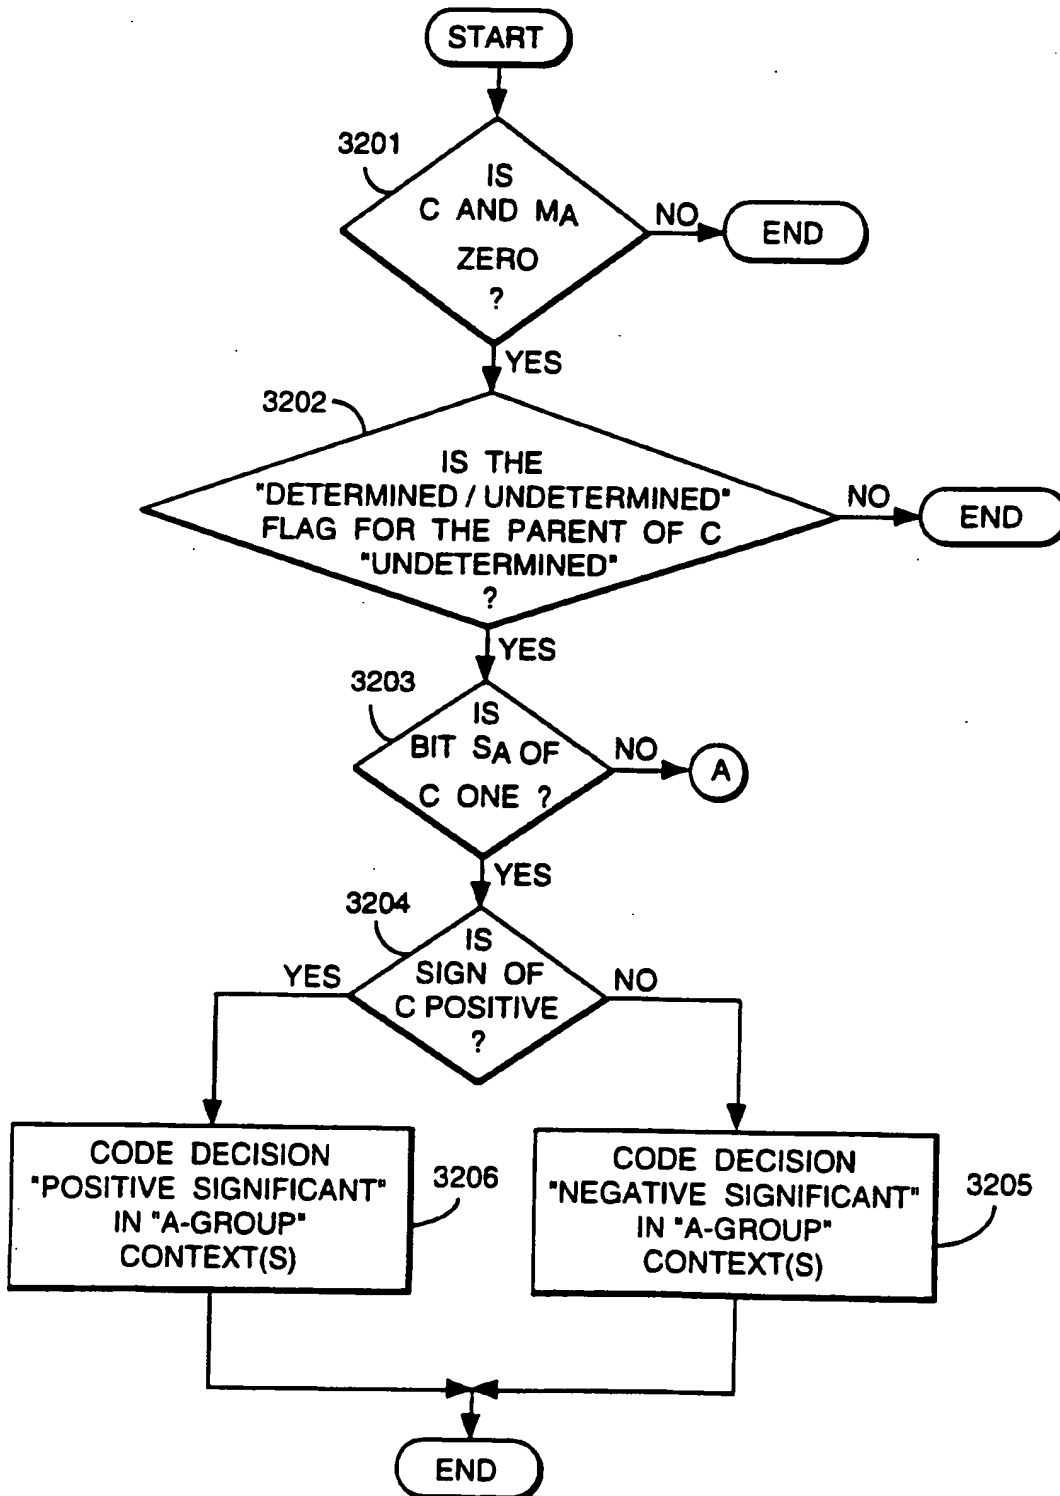 START
3201
IS
C AND MA
ZERO
?
NO
END
YES
3202
IS THE
"DETERMINED / UNDETERMINED"
FLAG FOR THE PARENT OF C
"UNDETERMINED"
?
NO
END
YES
3203
IS
BIT SA OF
C ONE ?
NO
A
YES
3204
IS
SIGN OF
C POSITIVE
?
YES
NO
CODE DECISION
"POSITIVE SIGNIFICANT"
IN "A-GROUP"
CONTEXT(S)
3206
CODE DECISION
"NEGATIVE SIGNIFICANT"
IN "A-GROUP"
CONTEXT(S)
3205
END